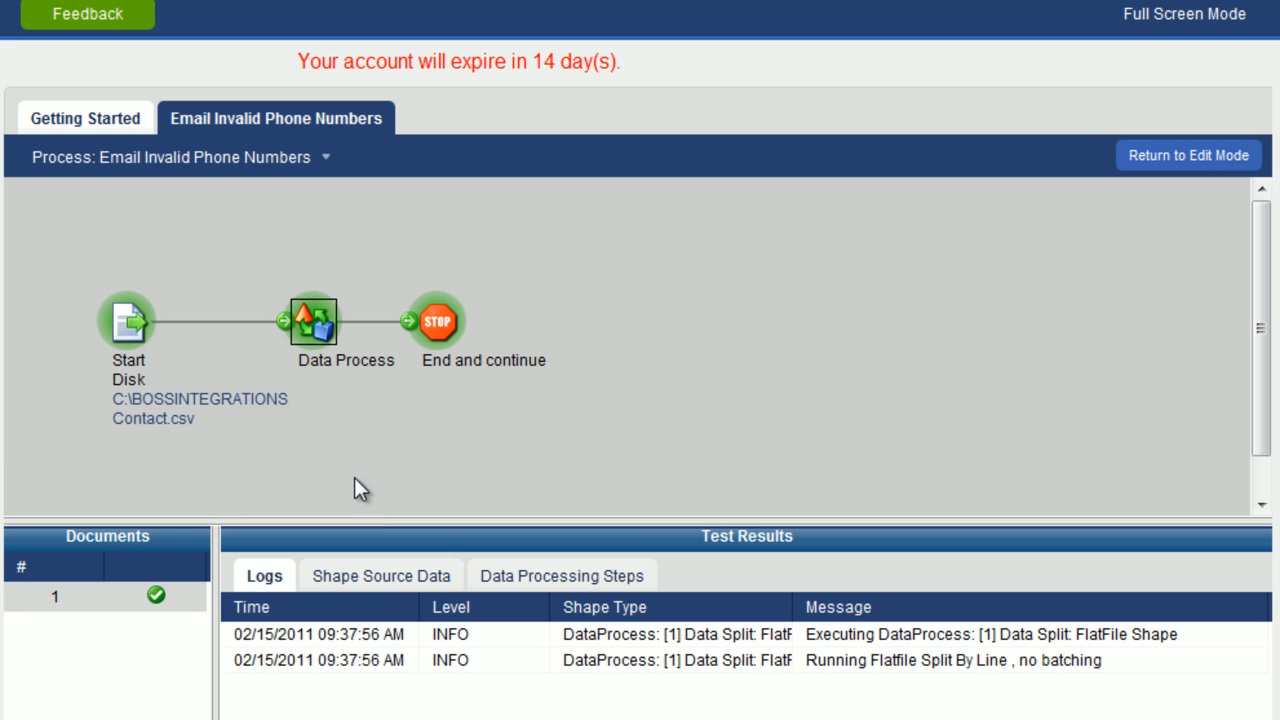 Feedback
Full Screen Mode
Your account will expire in 14 day(s).
Getting Started
Email Invalid Phone Numbers
Process: Email Invalid Phone Numbers
Return to Edit Mode
STOP
Start
Disk
C:\BOSSINTEGRATIONS
Contact.csv
Data Process
End and continue
Documents
#
1
Test Results
Logs
Shape Source Data
Data Processing Steps
Time Level Shape Type Message
02/15/2011 09:37:56 AM INFO DataProcess: [1] Data Split: FlatF Executing DataProcess: [1] Data Split: FlatFile Shape
02/15/2011 09:37:56 AM INFO DataProcess: [1] Data Split: FlatF Running Flatfile Split By Line , no batching